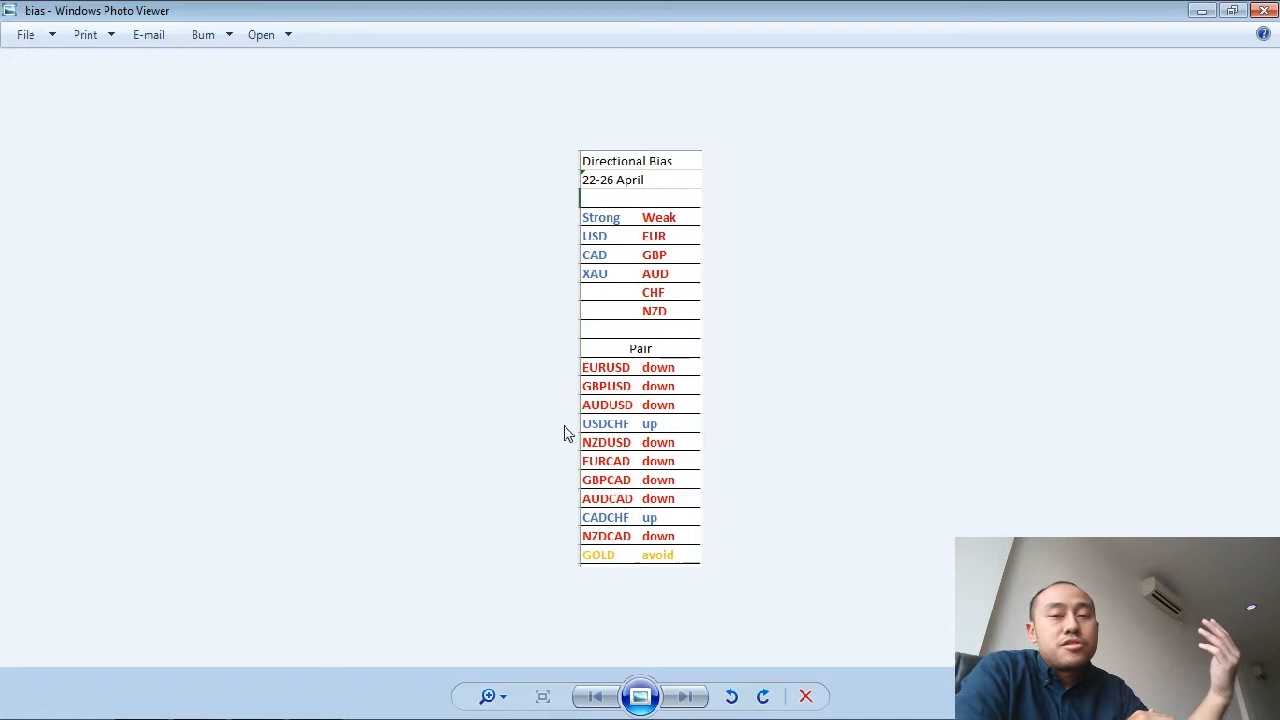 bias - Windows Photo Viewer
File Print E-mail Burn Open
Directional Bias
22-26 April
Strong Weak
USD EUR
CAD GBP
XAU AUD
CHF
NZD
Pair
EURUSD down
GBPUSD down
AUDUSD down
USDCHF up
NZDUSD down
EURCAD down
GBPCAD down
AUDCAD down
CADCHF up
NZDCAD down
GOLD avoid